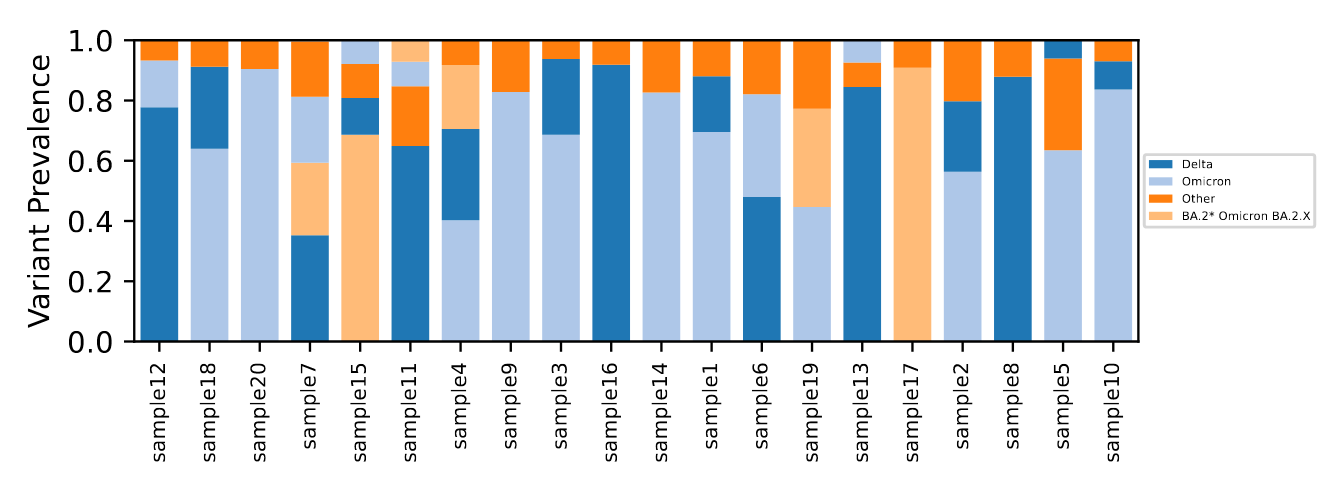 Variant Prevalence
1.0
0.8
0.6
0.4
0.2
0.0
sample12
sample18
sample20
sample7
sample15
sample11
sample4
sample9
sample3
sample16
sample14
sample1
sample6
sample19
sample13
sample17
sample2
sample8
sample5
sample10
Delta
Omicron
Other
BA.2* Omicron BA.2.X